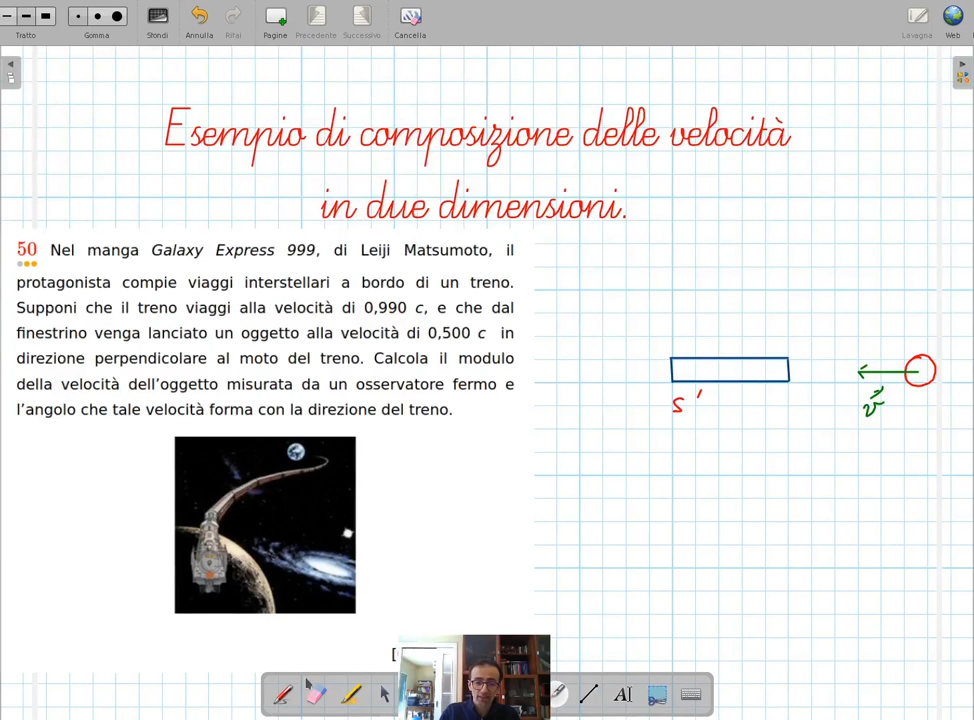 Tratto
Gomma
Sfondi
Annulla
Rifai
Pagine
Precedente
Successivo
Cancella
Lavagna
Web
Esempio di composizione delle velocità
in due dimensioni.
50 Nel manga Galaxy Express 999, di Leiji Matsumoto, il
protagonista compie viaggi interstellari a bordo di un treno.
Supponi che il treno viaggi alla velocità di 0,990 c, e che dal
finestrino venga lanciato un oggetto alla velocità di 0,500 c in
direzione perpendicolare al moto del treno. Calcola il modulo
della velocità dell'oggetto misurata da un osservatore fermo e
l'angolo che tale velocità forma con la direzione del treno.
S'
v
[
AI